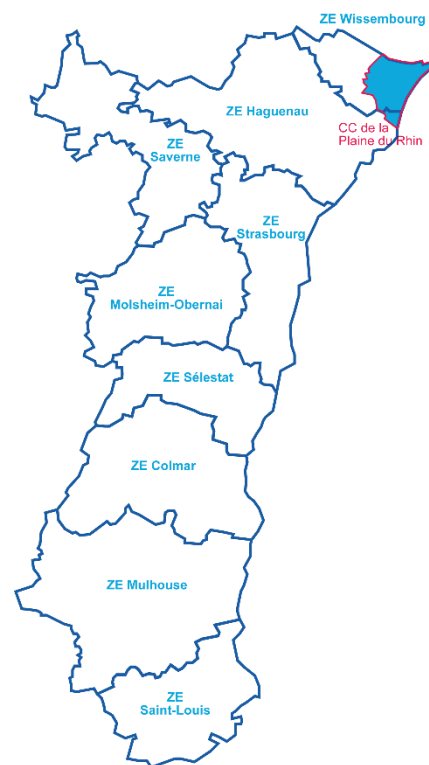 ZE Wissembourg
ZE Haguenau
CC de la
Plaine du Rhin
ZE
Saverne
ZE
Strasbourg
ZE
Molsheim-Obernai
ZE Sélestat
ZE Colmar
ZE Mulhouse
ZE
Saint-Louis